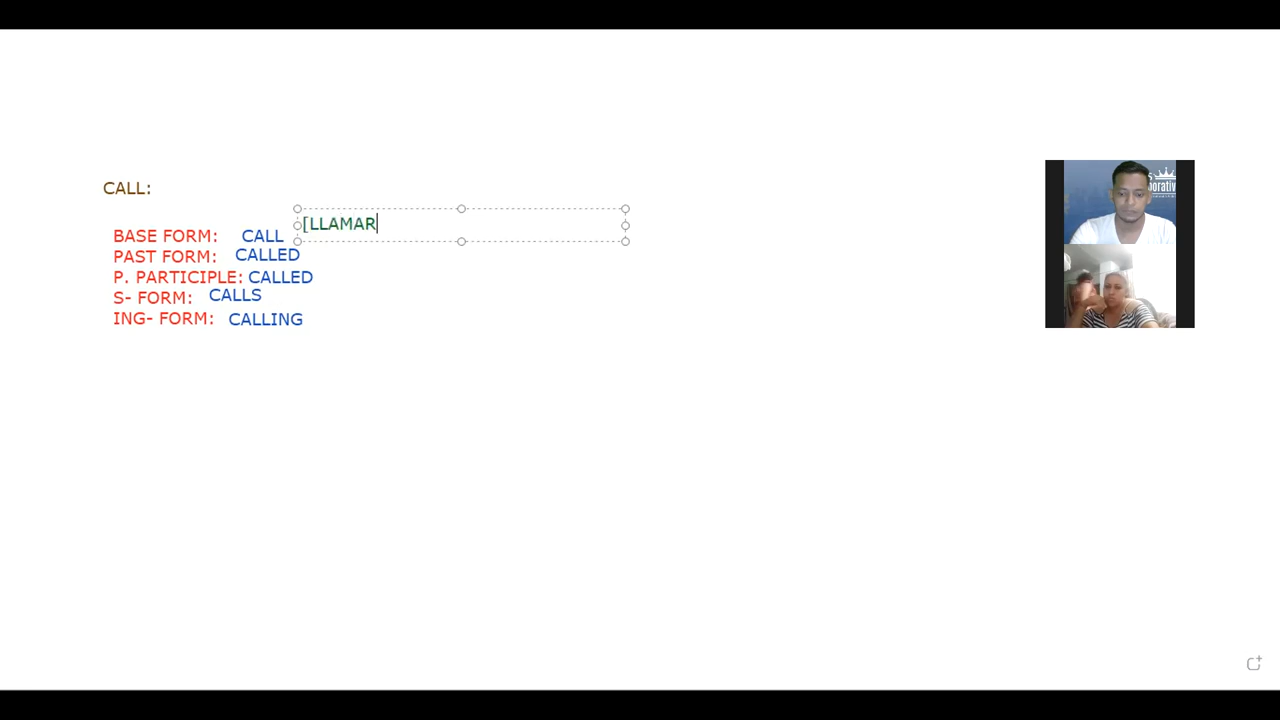 CALL:
[LLAMAR
BASE FORM: CALL
PAST FORM: CALLED
P. PARTICIPLE: CALLED
S- FORM: CALLS
ING- FORM: CALLING